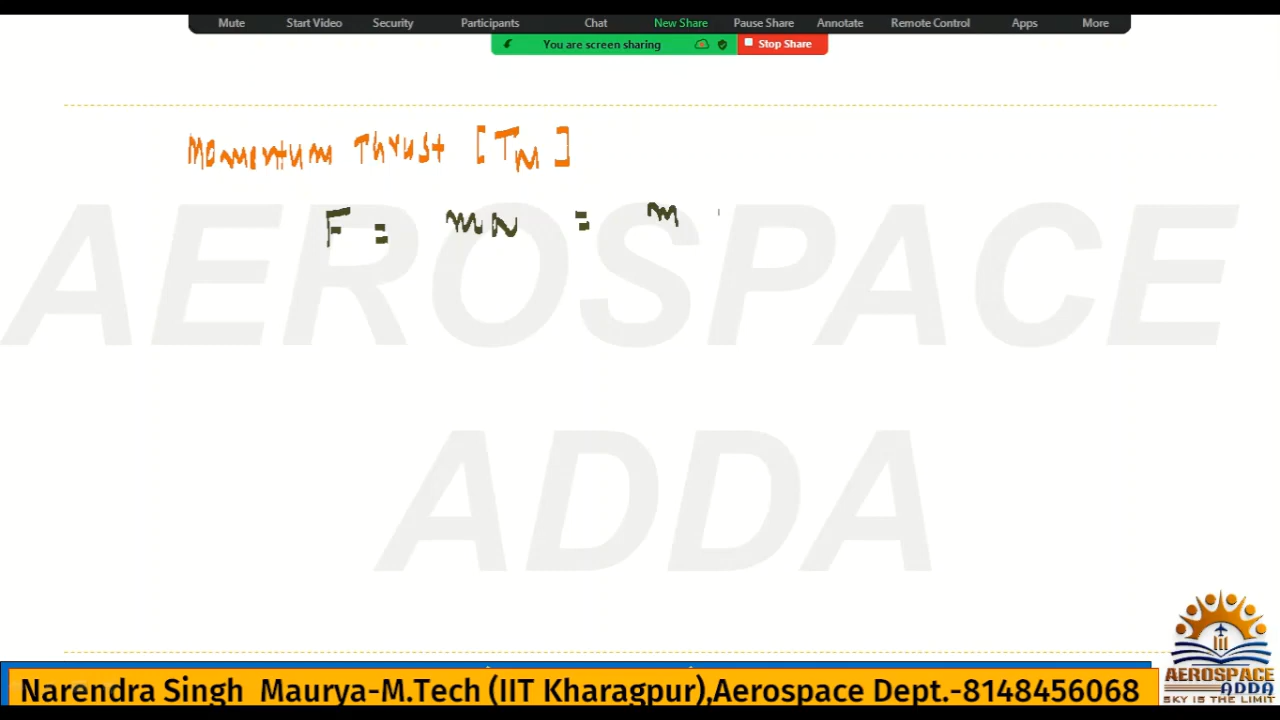 Mute Start Video Security Participants Chat New Share Pause Share Annotate Remote Control Apps More
You are screen sharing Stop Share
Momentum Thrust [TM]
F = m = m
AEROSPACE
ADDA
Narendra Singh Maurya-M.Tech (IIT Kharagpur),Aerospace Dept.-8148456068
AEROSPACE
ADDA
SKY IS THE LIMIT